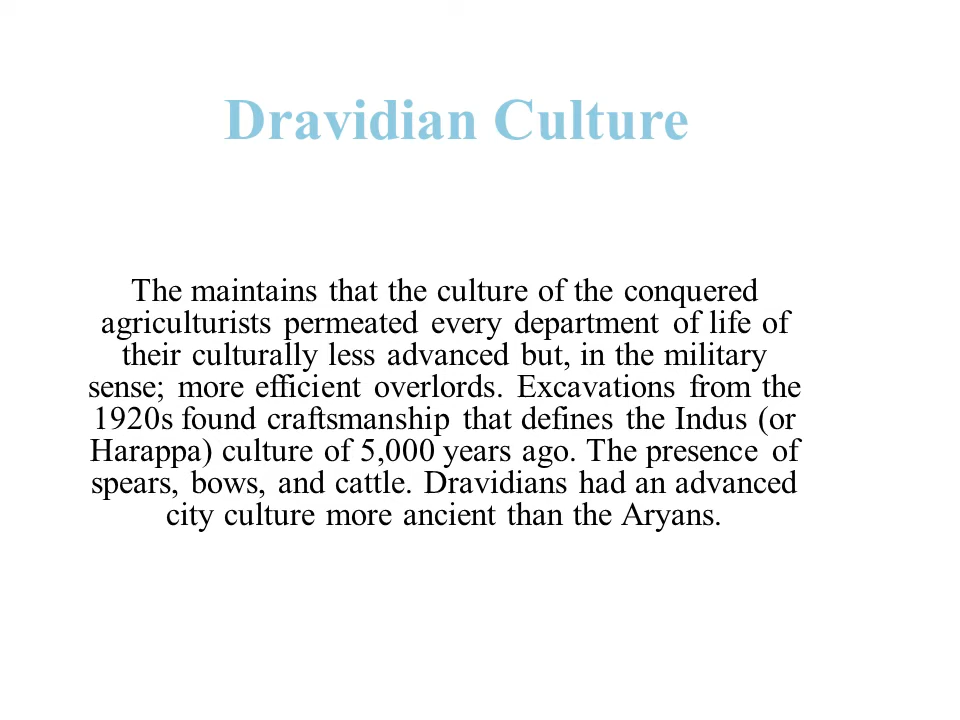 Dravidian Culture
The maintains that the culture of the conquered
agriculturists permeated every department of life of
their culturally less advanced but, in the military
sense; more efficient overlords. Excavations from the
1920s found craftsmanship that defines the Indus (or
Harappa) culture of 5,000 years ago. The presence of
spears, bows, and cattle. Dravidians had an advanced
city culture more ancient than the Aryans.